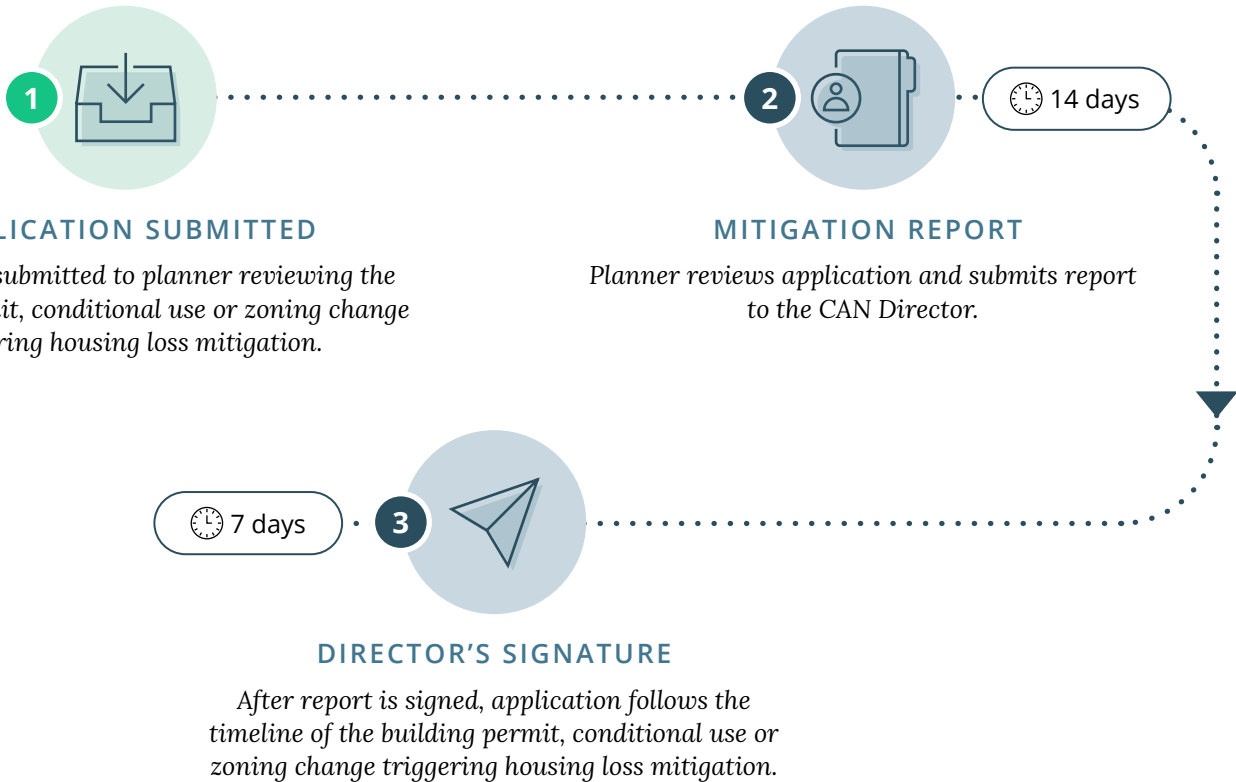 1
2
14 days
LICATION SUBMITTED
submitted to planner reviewing the
it, conditional use or zoning change
ring housing loss mitigation.
MITIGATION REPORT
Planner reviews application and submits report
to the CAN Director.
7 days
3
DIRECTOR'S SIGNATURE
After report is signed, application follows the
timeline of the building permit, conditional use or
zoning change triggering housing loss mitigation.